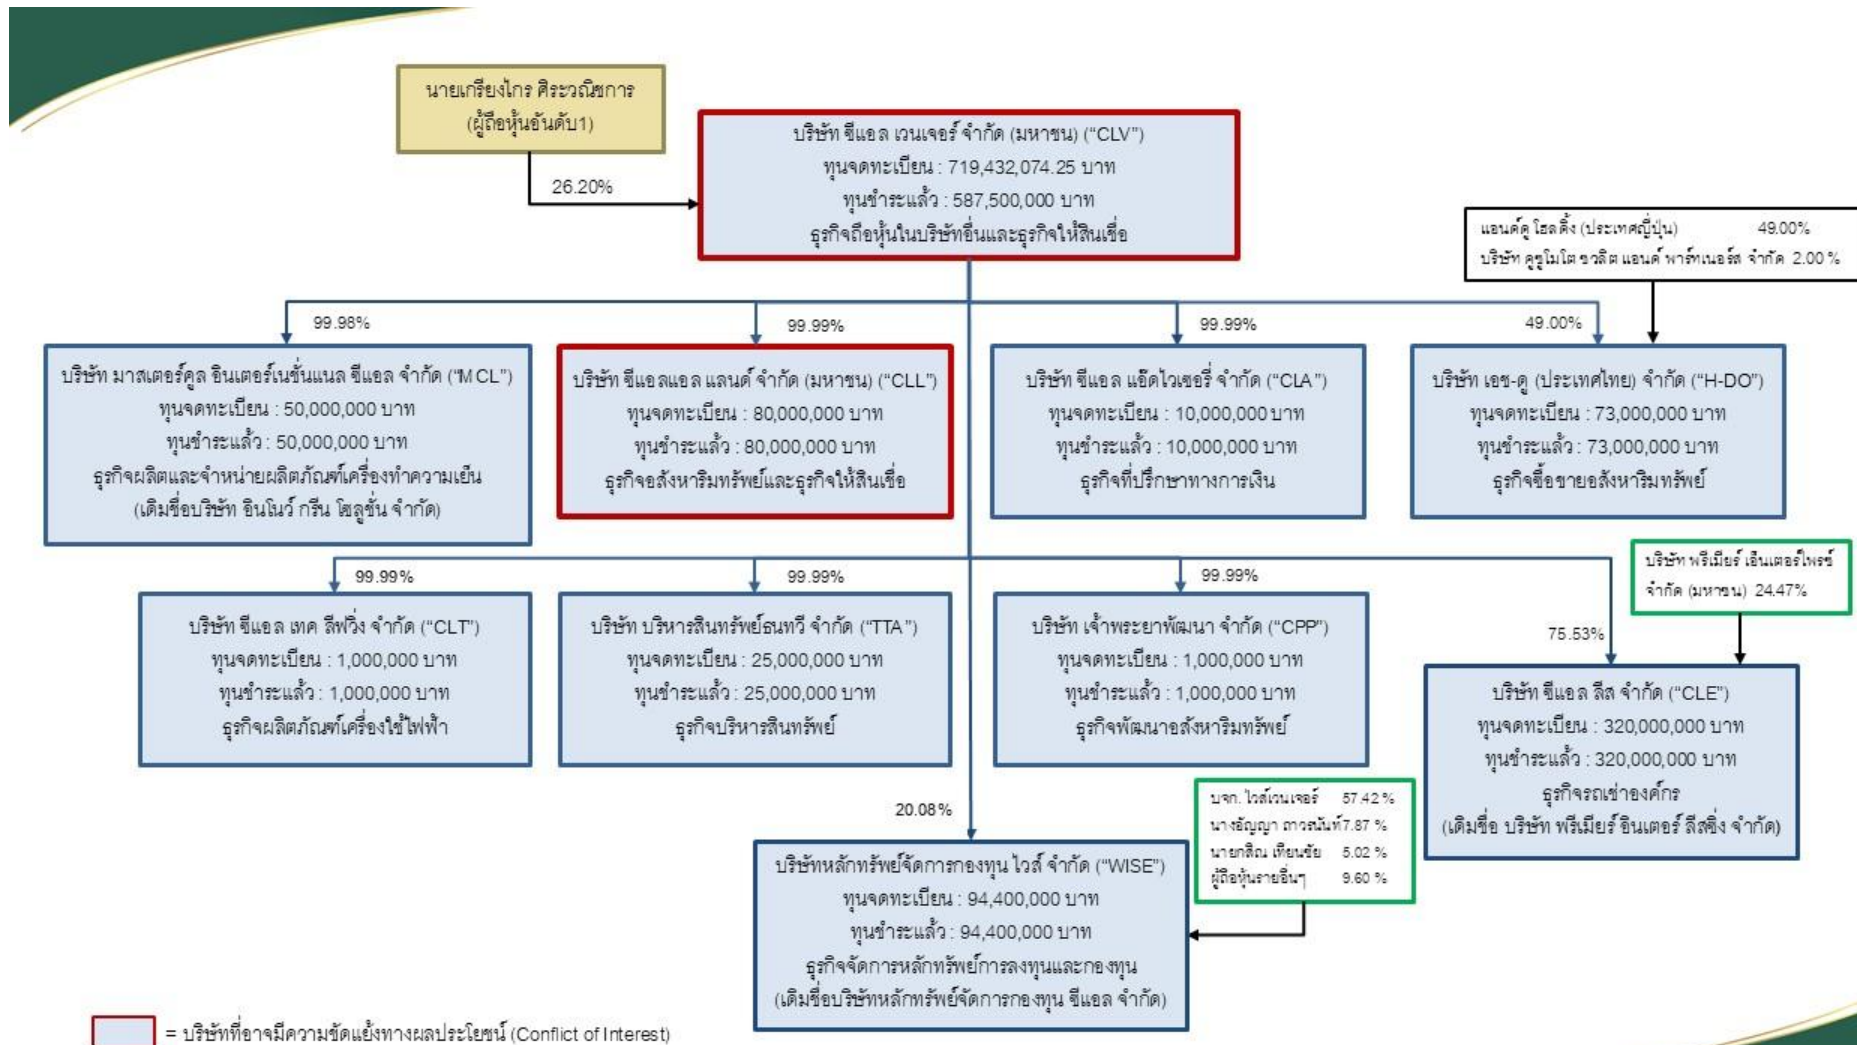 นายเกรียงไกร ศิระวณิชการ
(ผู้ถือหุ้นอันดับ1)
26.20%
บริษัท ซีแอล เวนเจอร์ จำกัด (มหาชน) ("CLV")
ทุนจดทะเบียน : 719,432,074.25 บาท
ทุนชำระแล้ว : 587,500,000 บาท
ธุรกิจถือหุ้นในบริษัทอื่นและธุรกิจให้สินเชื่อ
แอนด์ดู โฮลดิ้ง (ประเทศญี่ปุ่น) 49.00%
บริษัท คูซูโมโต ชวลิต แอนด์ พาร์ทเนอร์ส จำกัด 2.00 %
99.98%
99.99%
99.99%
49.00%
บริษัท มาสเตอร์คูล อินเตอร์เนชั่นแนล ซีแอล จำกัด ("MCL")
ทุนจดทะเบียน : 50,000,000 บาท
ทุนชำระแล้ว : 50,000,000 บาท
ธุรกิจผลิตและจำหน่ายผลิตภัณฑ์เครื่องทำความเย็น
(เดิมชื่อบริษัท อินโนว์ กรีน โซลูชั่น จำกัด)
บริษัท ซีแอลแอล แลนด์ จำกัด (มหาชน) ("CLL")
ทุนจดทะเบียน : 80,000,000 บาท
ทุนชำระแล้ว : 80,000,000 บาท
ธุรกิจอสังหาริมทรัพย์และธุรกิจให้สินเชื่อ
บริษัท ซีแอล แอ๊ดไวเซอรี่ จำกัด ("CLA")
ทุนจดทะเบียน : 10,000,000 บาท
ทุนชำระแล้ว : 10,000,000 บาท
ธุรกิจที่ปรึกษาทางการเงิน
บริษัท เอช-ดู (ประเทศไทย) จำกัด ("H-DO")
ทุนจดทะเบียน : 73,000,000 บาท
ทุนชำระแล้ว : 73,000,000 บาท
ธุรกิจซื้อขายอสังหาริมทรัพย์
บริษัท พรีเมียร์ เอ็นเตอร์ไพรซ์
จำกัด (มหาชน) 24.47%
99.99%
99.99%
99.99%
75.53%
บริษัท ซีแอล เทค ลีฟวิ่ง จำกัด ("CLT")
ทุนจดทะเบียน : 1,000,000 บาท
ทุนชำระแล้ว : 1,000,000 บาท
ธุรกิจผลิตภัณฑ์เครื่องใช้ไฟฟ้า
บริษัท บริหารสินทรัพย์ธนทวี จำกัด ("TTA")
ทุนจดทะเบียน : 25,000,000 บาท
ทุนชำระแล้ว : 25,000,000 บาท
ธุรกิจบริหารสินทรัพย์
บริษัท เจ้าพระยาพัฒนา จำกัด ("CPP")
ทุนจดทะเบียน : 1,000,000 บาท
ทุนชำระแล้ว : 1,000,000 บาท
ธุรกิจพัฒนาอสังหาริมทรัพย์
บริษัท ซีแอล ลีส จำกัด ("CLE")
ทุนจดทะเบียน : 320,000,000 บาท
ทุนชำระแล้ว : 320,000,000 บาท
ธุรกิจรถเช่าองค์กร
(เดิมชื่อ บริษัท พรีเมียร์ อินเตอร์ ลีสซิ่ง จำกัด)
20.08%
บจก. ไวส์เวนเจอร์ 57.42 %
นางอัญญา ถาวรนันท์ 7.87 %
นายกสิณ เทียนชัย 5.02 %
ผู้ถือหุ้นรายอื่นๆ 9.60 %
บริษัทหลักทรัพย์จัดการกองทุน ไวส์ จำกัด ("WISE")
ทุนจดทะเบียน : 94,400,000 บาท
ทุนชำระแล้ว : 94,400,000 บาท
ธุรกิจจัดการหลักทรัพย์การลงทุนและกองทุน
(เดิมชื่อบริษัทหลักทรัพย์จัดการกองทุน ซีแอล จำกัด)
= บริษัทที่อาจมีความขัดแย้งทางผลประโยชน์ (Conflict of Interest)